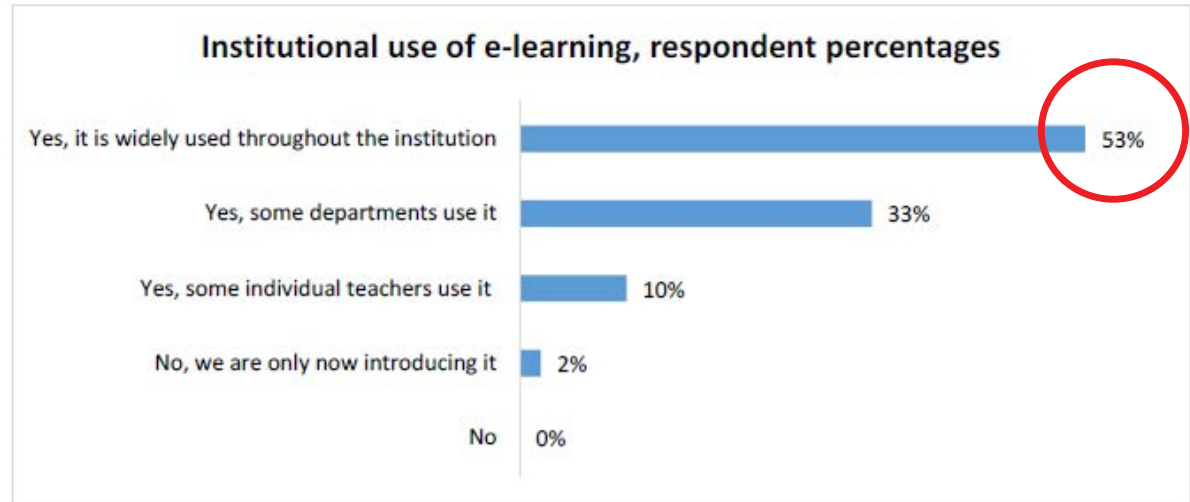 Institutional use of e-learning, respondent percentages
Yes, it is widely used throughout the institution 53%
Yes, some departments use it 33%
Yes, some individual teachers use it 10%
No, we are only now introducing it 2%
No 0%